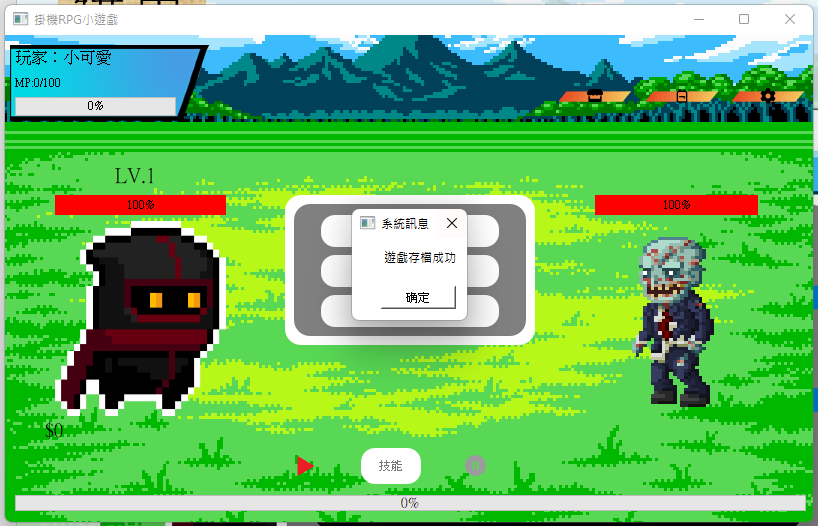 掛機RPG小遊戲
玩家：小可愛
MP:0/100
0%
LV.1
100%
100%
系統訊息
遊戲存檔成功
确定
$0
技能
0%